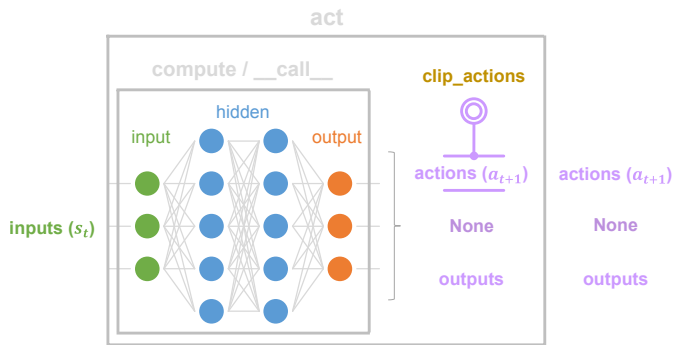 act
compute / __call__
clip_actions
hidden
input
output
inputs (s_t)
actions (a_{t+1})
None
outputs
actions (a_{t+1})
None
outputs